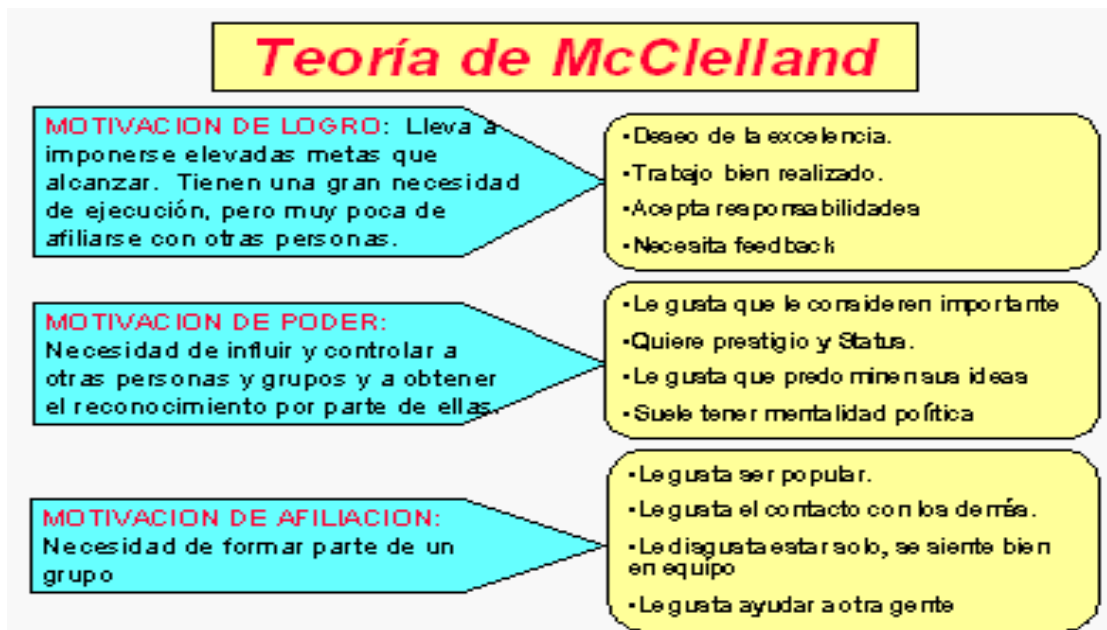 Teoría de McClelland
MOTIVACION DE LOGRO: Lleva a
imponerse elevadas metas que
alcanzar. Tienen una gran necesidad
de ejecución, pero muy poca de
afiliarse con otras personas.
•Deseo de la excelencia.
•Trabajo bien realizado.
•Acepta responsabilidades
•Necesita feedback
MOTIVACION DE PODER:
Necesidad de influir y controlar a
otras personas y grupos y a obtener
el reconocimiento por parte de ellas.
•Le gusta que le consideren importante
•Quiere prestigio y Status.
•Le gusta que predominen sus ideas
•Suele tener mentalidad política
MOTIVACION DE AFILIACION:
Necesidad de formar parte de un
grupo
•Le gusta ser popular.
•Le gusta el contacto con los demás.
•Le disgusta estar solo, se siente bien
en equipo
•Le gusta ayudar a otra gente